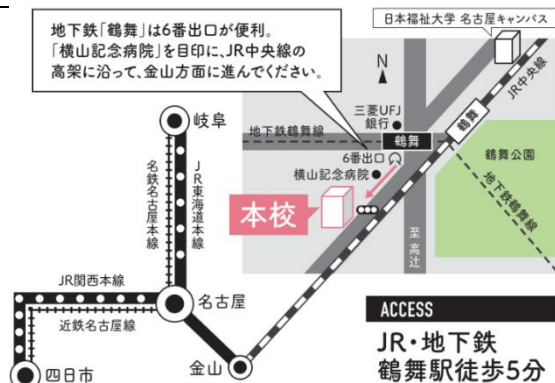 地下鉄「鶴舞」は6番出口が便利。
「横山記念病院」を目印に、JR中央線の
高架に沿って、金山方面に進んでください。
日本福祉大学 名古屋キャンパス
N
JR中央線
三菱UFJ
銀行
地下鉄鶴舞線
鶴舞
鶴舞
6番出口
横山記念病院
鶴舞公園
地下鉄鶴舞線
本校
至 高辻
岐阜
名鉄名古屋本線
JR東海道本線
JR関西本線
名古屋
近鉄名古屋線
四日市
金山
ACCESS
JR・地下鉄
鶴舞駅徒歩5分